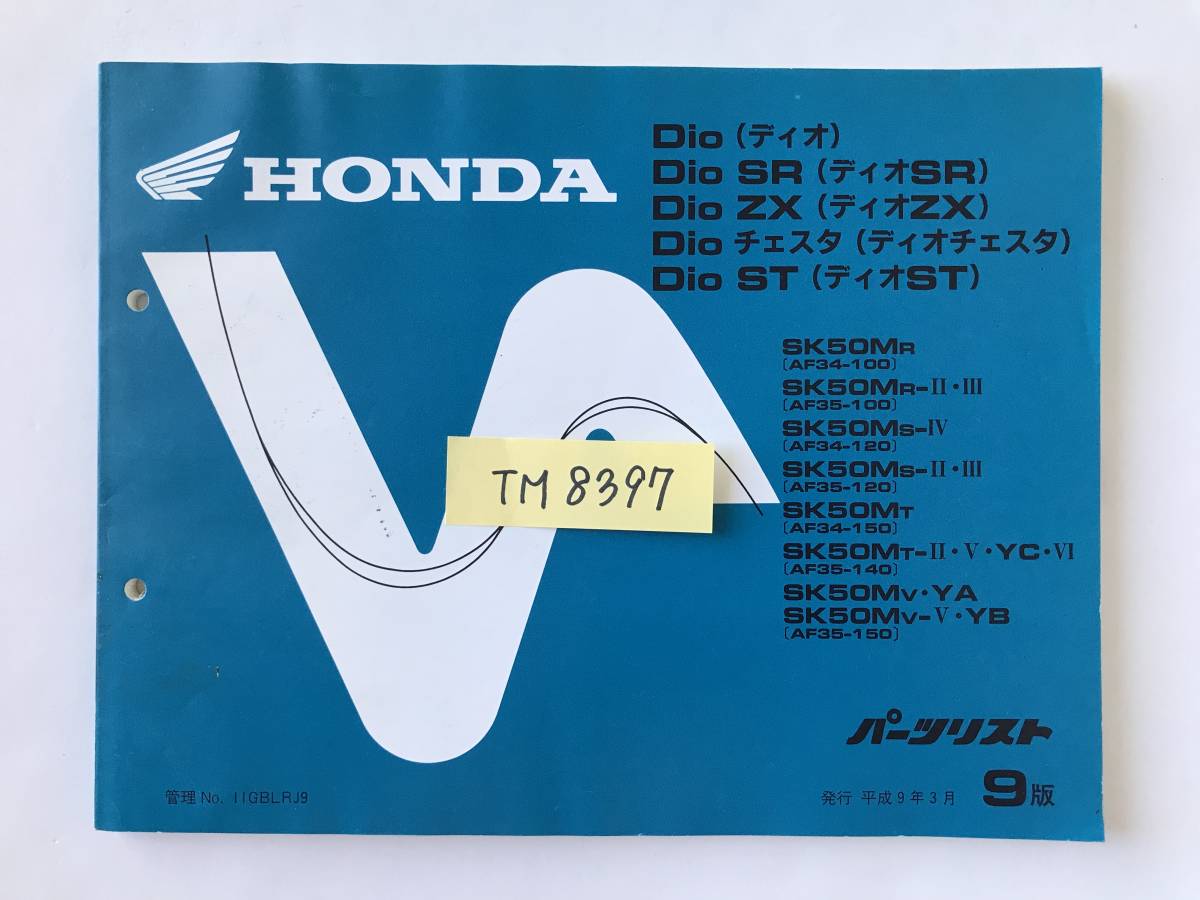 HONDA
Dio (ディオ)
Dio SR (ディオSR)
Dio ZX (ディオZX)
Dio チェスタ (ディオチェスタ)
Dio ST (ディオST)
SK50MR
[AF34-100]
SK50MR-II・III
[AF35-100]
SK50MS-IV
[AF34-120]
SK50MS-II・III
[AF35-120]
SK50MT
[AF34-150]
SK50MT-II・V・YC・VI
[AF35-140]
SK50MV・YA
SK50MV-V・YB
[AF35-150]
TM 8397
パーツリスト
管理 No. 11GBLRJ9
発行 平成9年3月 9版